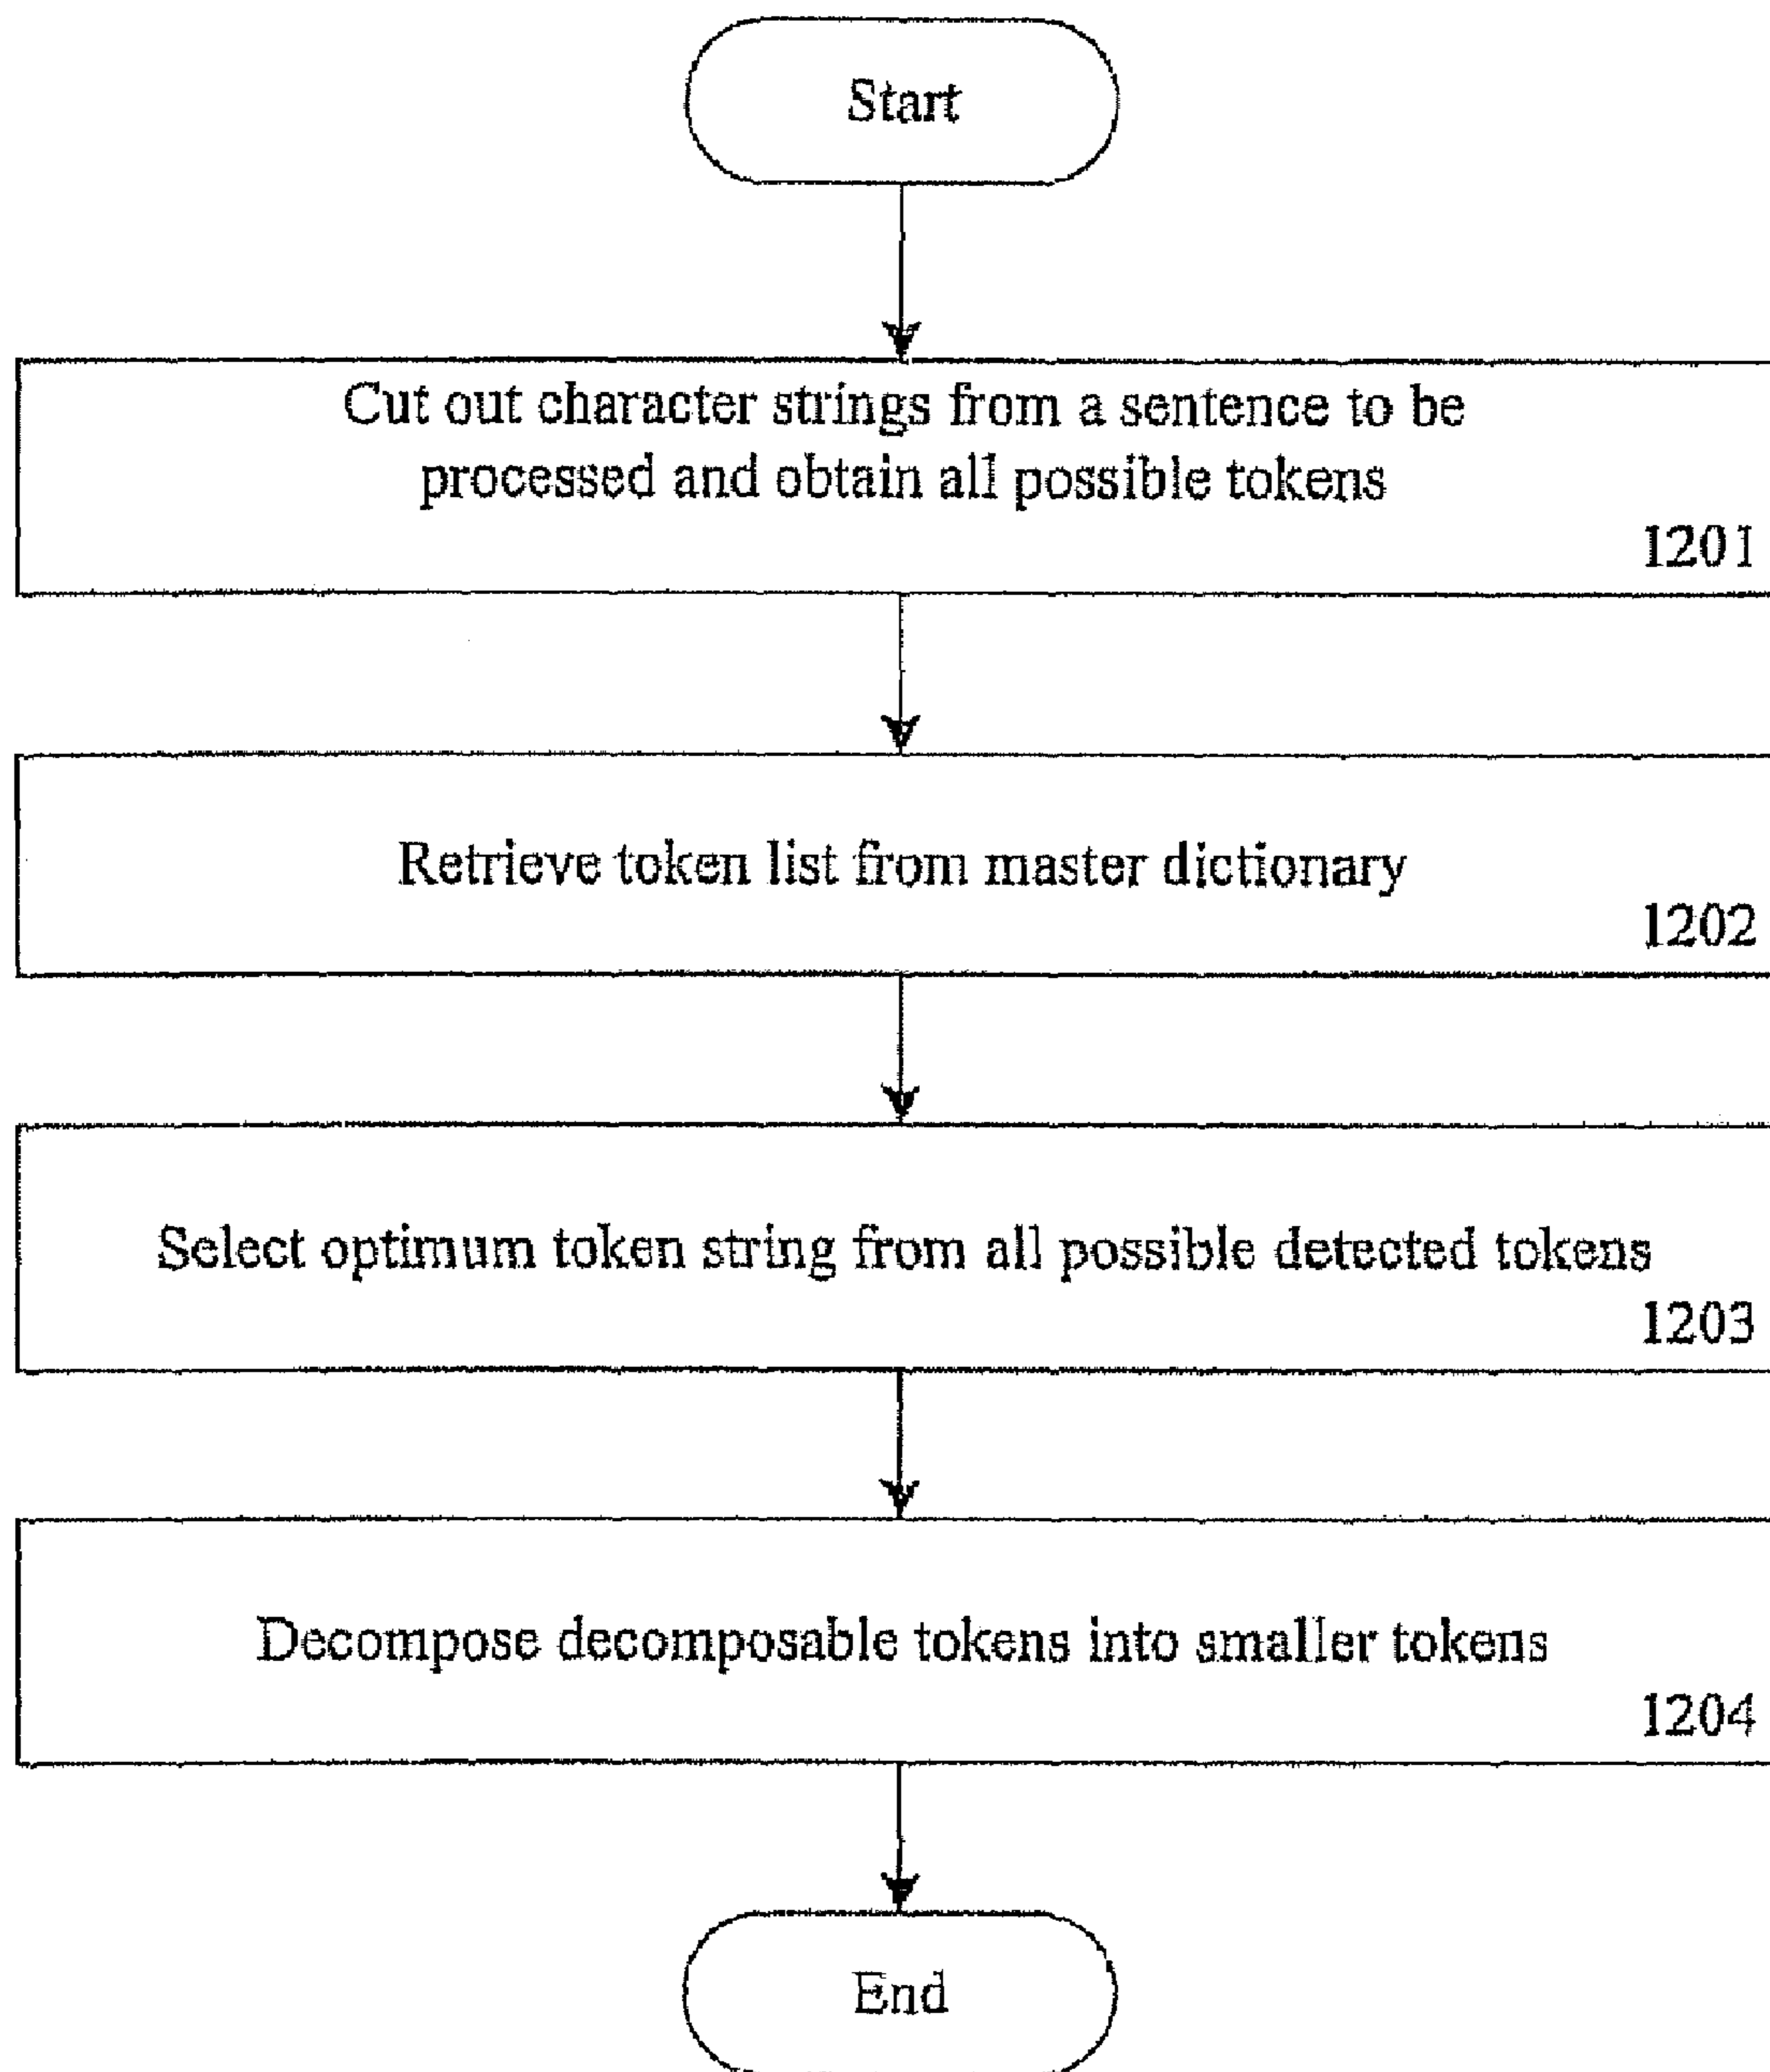 Start
Cut out character strings from a sentence to be
processed and obtain all possible tokens
1201
Retrieve token list from master dictionary
1202
Select optimum token string from all possible detected tokens
1203
Decompose decomposable tokens into smaller tokens
1204
End